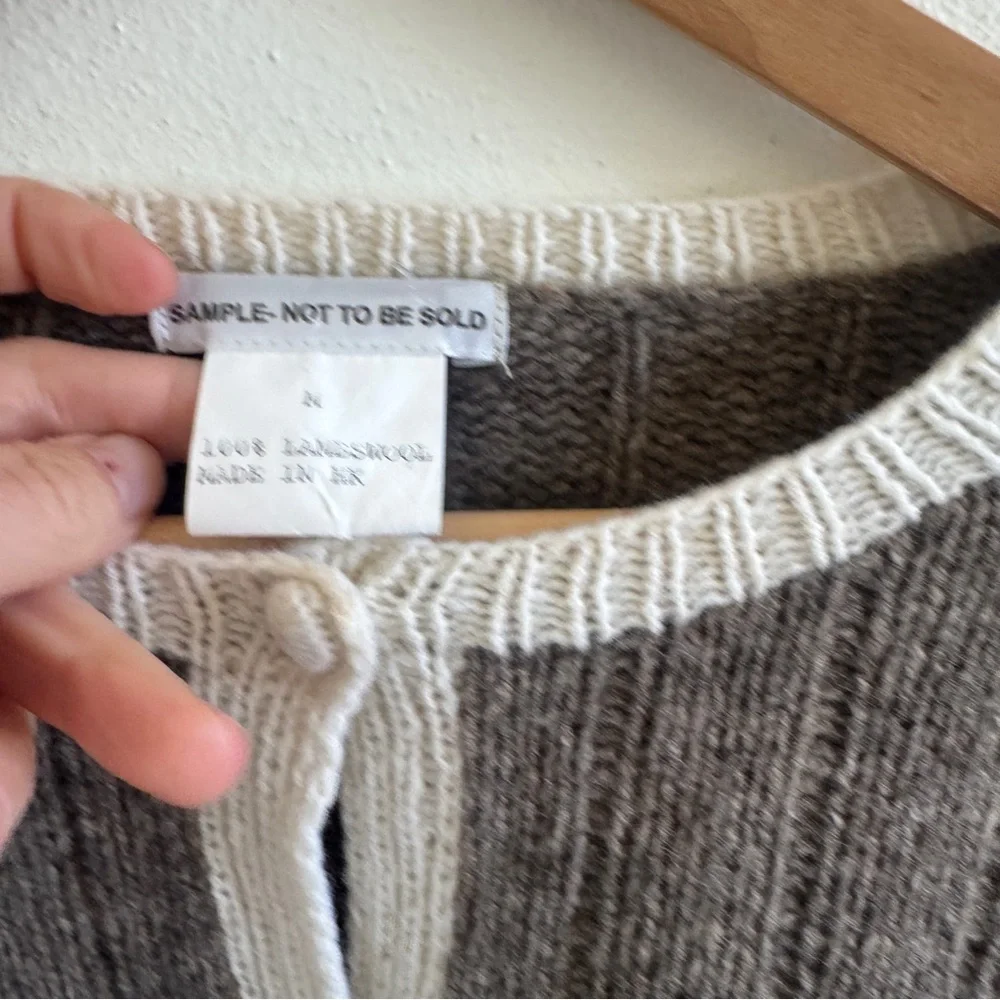 SAMPLE- NOT TO BE SOLD
100% LAMBSWOOL
MADE IN HK